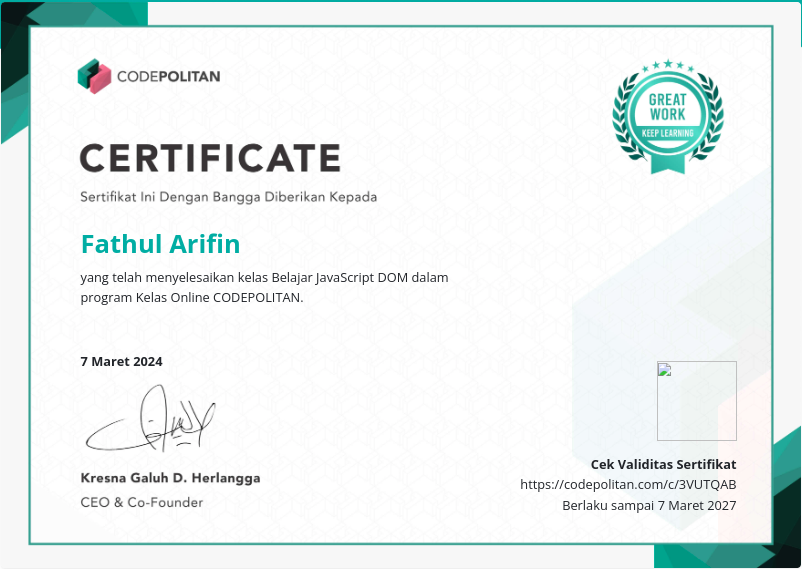 CODEPOLITAN
GREAT
WORK
KEEP LEARNING
CERTIFICATE
Sertifikat Ini Dengan Bangga Diberikan Kepada
Fathul Arifin
yang telah menyelesaikan kelas Belajar JavaScript DOM dalam
program Kelas Online CODEPOLITAN.
7 Maret 2024
Kresna Galuh D. Herlangga
CEO & Co-Founder
Cek Validitas Sertifikat
https://codepolitan.com/c/3VUTQAB
Berlaku sampai 7 Maret 2027